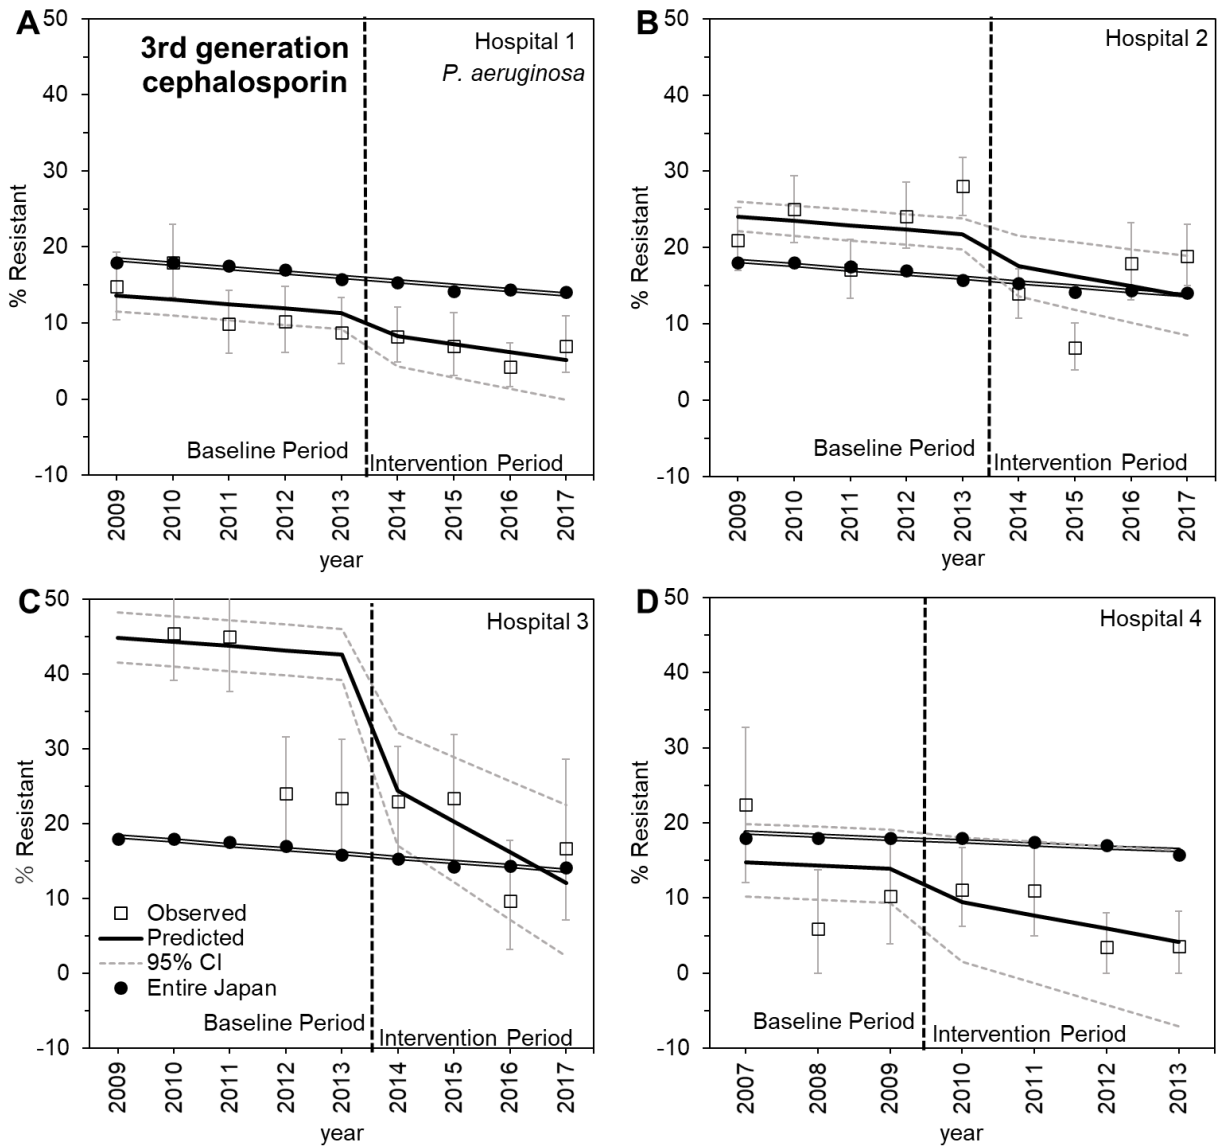 A
50
40
30
20
10
0
-10
% Resistant
3rd generation
cephalosporin
Hospital 1
P. aeruginosa
Baseline Period
Intervention Period
2009
2010
2011
2012
2013
2014
2015
2016
2017
year
B
50
40
30
20
10
0
-10
% Resistant
Hospital 2
Baseline Period
Intervention Period
2009
2010
2011
2012
2013
2014
2015
2016
2017
year
C
50
40
30
20
10
0
-10
% Resistant
Hospital 3
Observed
Predicted
95% CI
Entire Japan
Baseline Period
Intervention Period
2009
2010
2011
2012
2013
2014
2015
2016
2017
year
D
50
40
30
20
10
0
-10
% Resistant
Hospital 4
Baseline Period
Intervention Period
2007
2008
2009
2010
2011
2012
2013
year